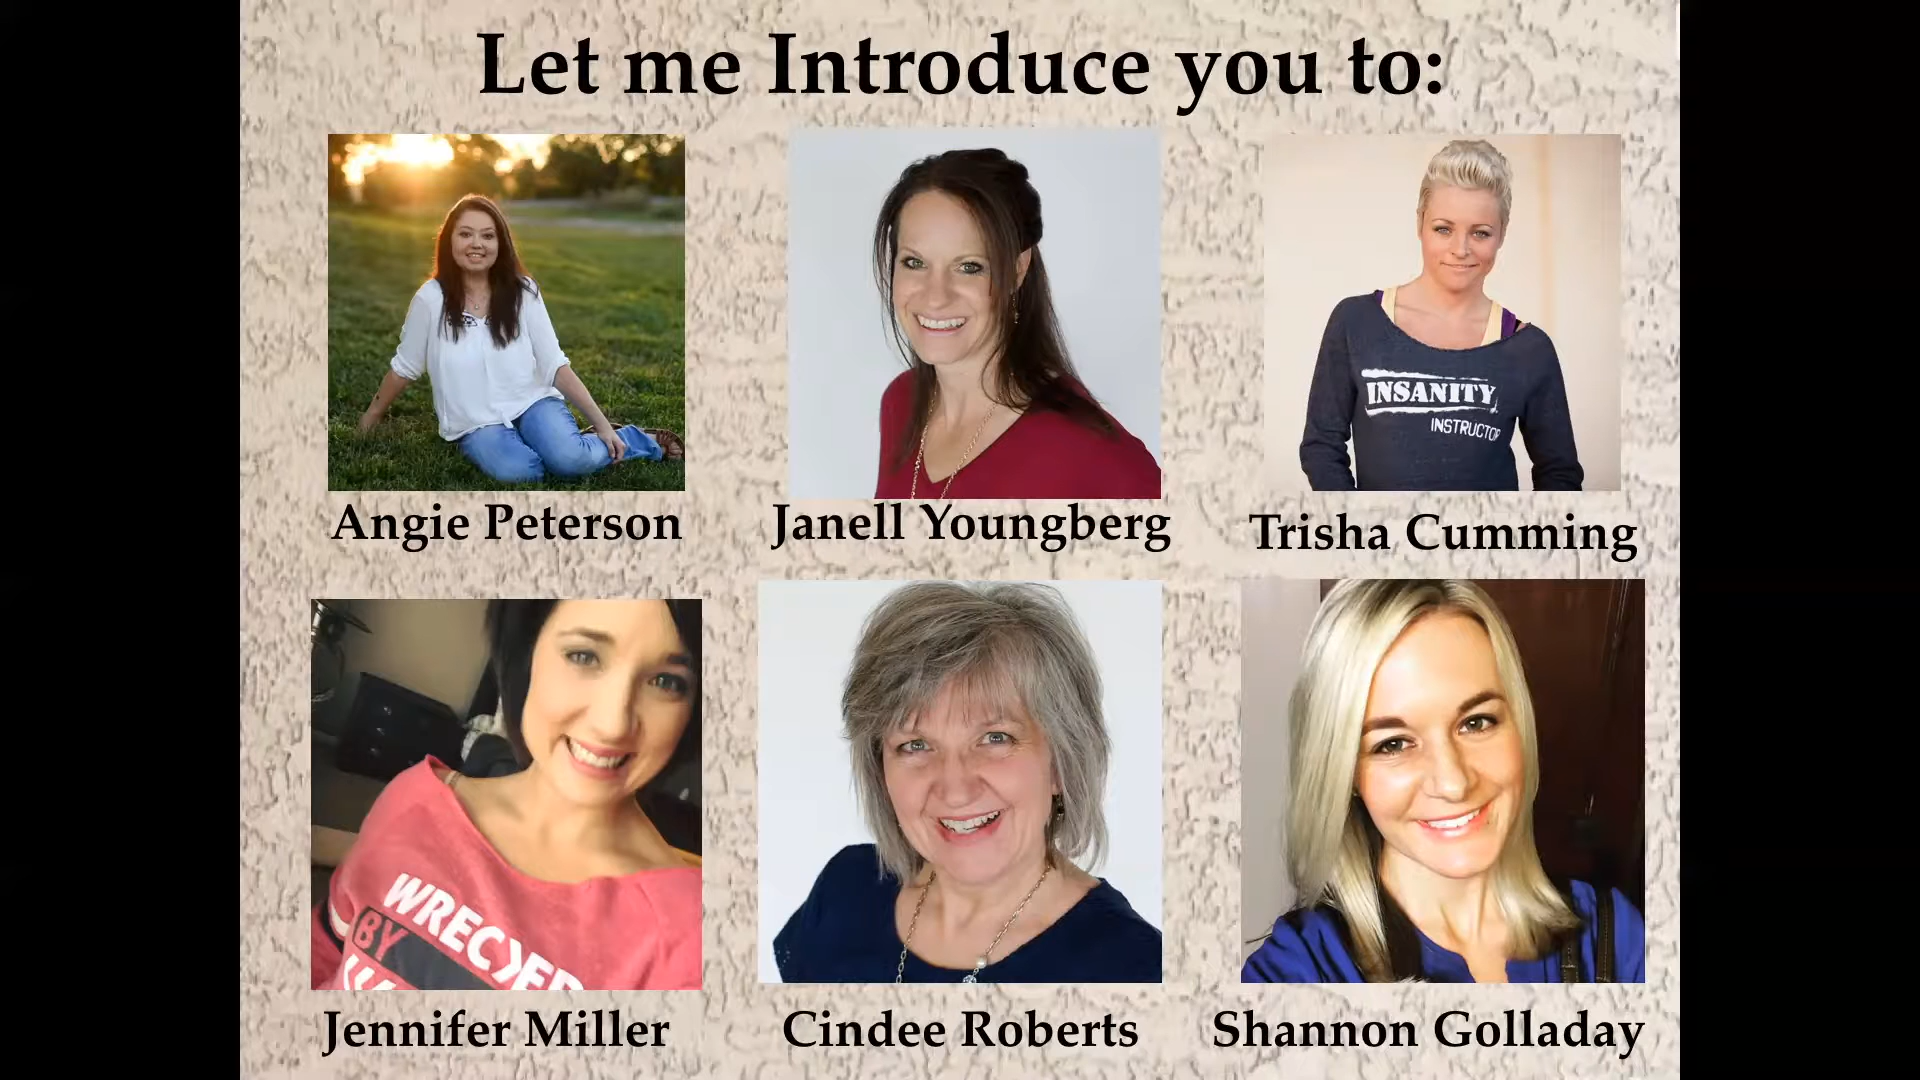 Let me Introduce you to:
INSANITY
INSTRUCTOR
Angie Peterson
Janell Youngberg
Trisha Cumming
WRECKED
BY
Jennifer Miller
Cindee Roberts
Shannon Golladay